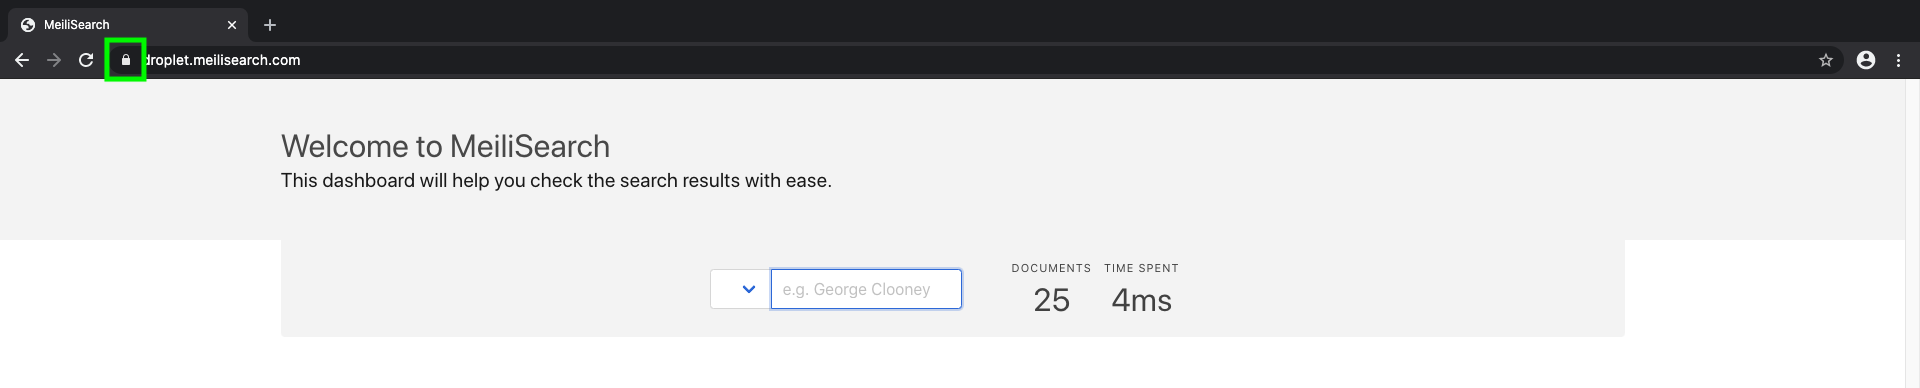 MeiliSearch
droplet.meilisearch.com
Welcome to MeiliSearch
This dashboard will help you check the search results with ease.
e.g. George Clooney
DOCUMENTS TIME SPENT
25 4ms